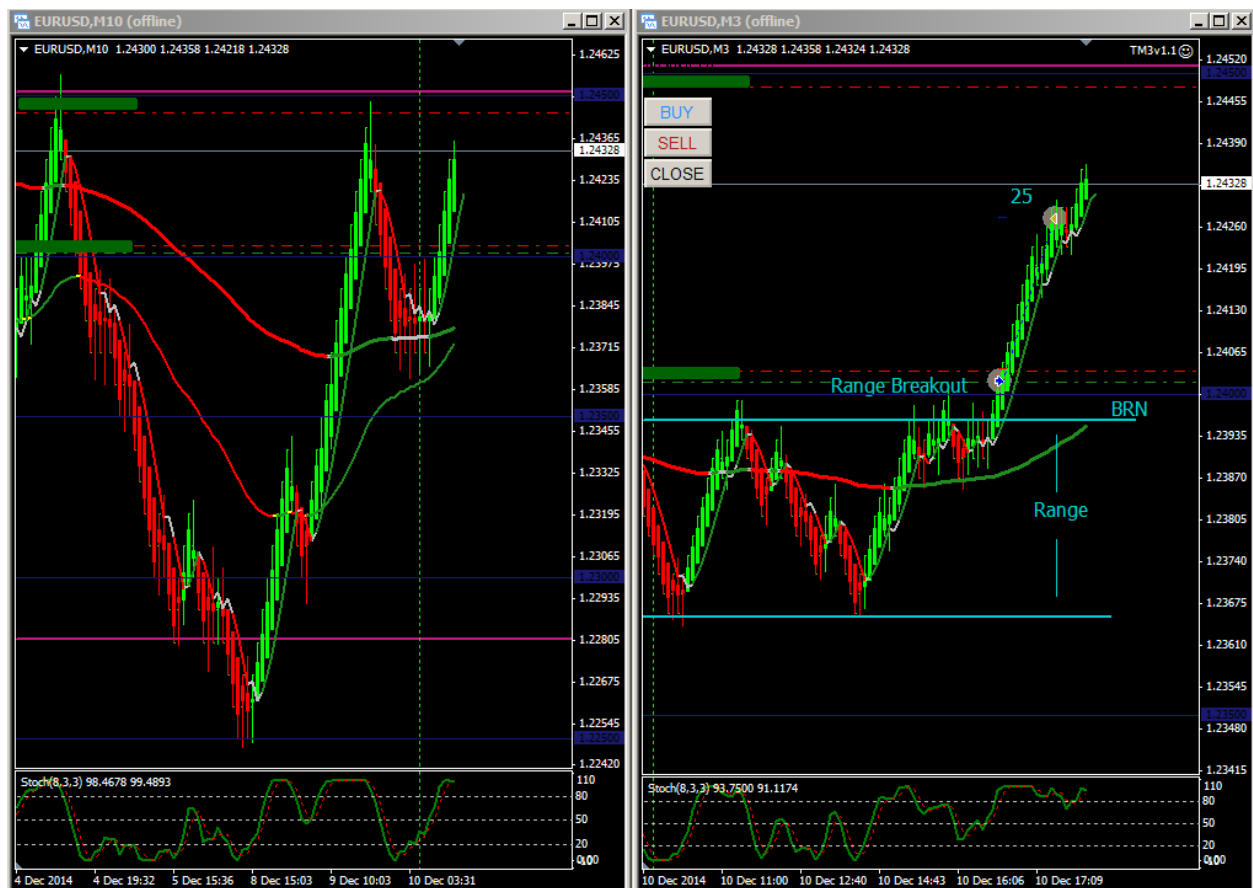 EURUSD,M10 (offline)
EURUSD,M10 1.24300 1.24358 1.24218 1.24328
1.24625
1.24500
1.24365
1.24328
1.24235
1.24105
1.24000
1.23975
1.23845
1.23715
1.23585
1.23500
1.23455
1.23325
1.23195
1.23065
1.23000
1.22935
1.22805
1.22675
1.22545
1.22500
1.22420
Stoch(8,3,3) 98.4678 99.4893
110
80
50
20
4 Dec 2014
4 Dec 19:32
5 Dec 15:36
8 Dec 15:03
9 Dec 10:03
10 Dec 03:31
EURUSD,M3 (offline)
EURUSD,M3 1.24328 1.24358 1.24324 1.24328
TM3v1.1
BUY
SELL
CLOSE
25
Range Breakout
BRN
Range
1.24520
1.24500
1.24455
1.24390
1.24328
1.24260
1.24195
1.24130
1.24065
1.24000
1.23935
1.23870
1.23805
1.23740
1.23675
1.23610
1.23545
1.23500
1.23480
1.23415
Stoch(8,3,3) 93.7500 91.1174
110
80
50
20
10 Dec 2014
10 Dec 11:00
10 Dec 12:40
10 Dec 14:43
10 Dec 16:06
10 Dec 17:09